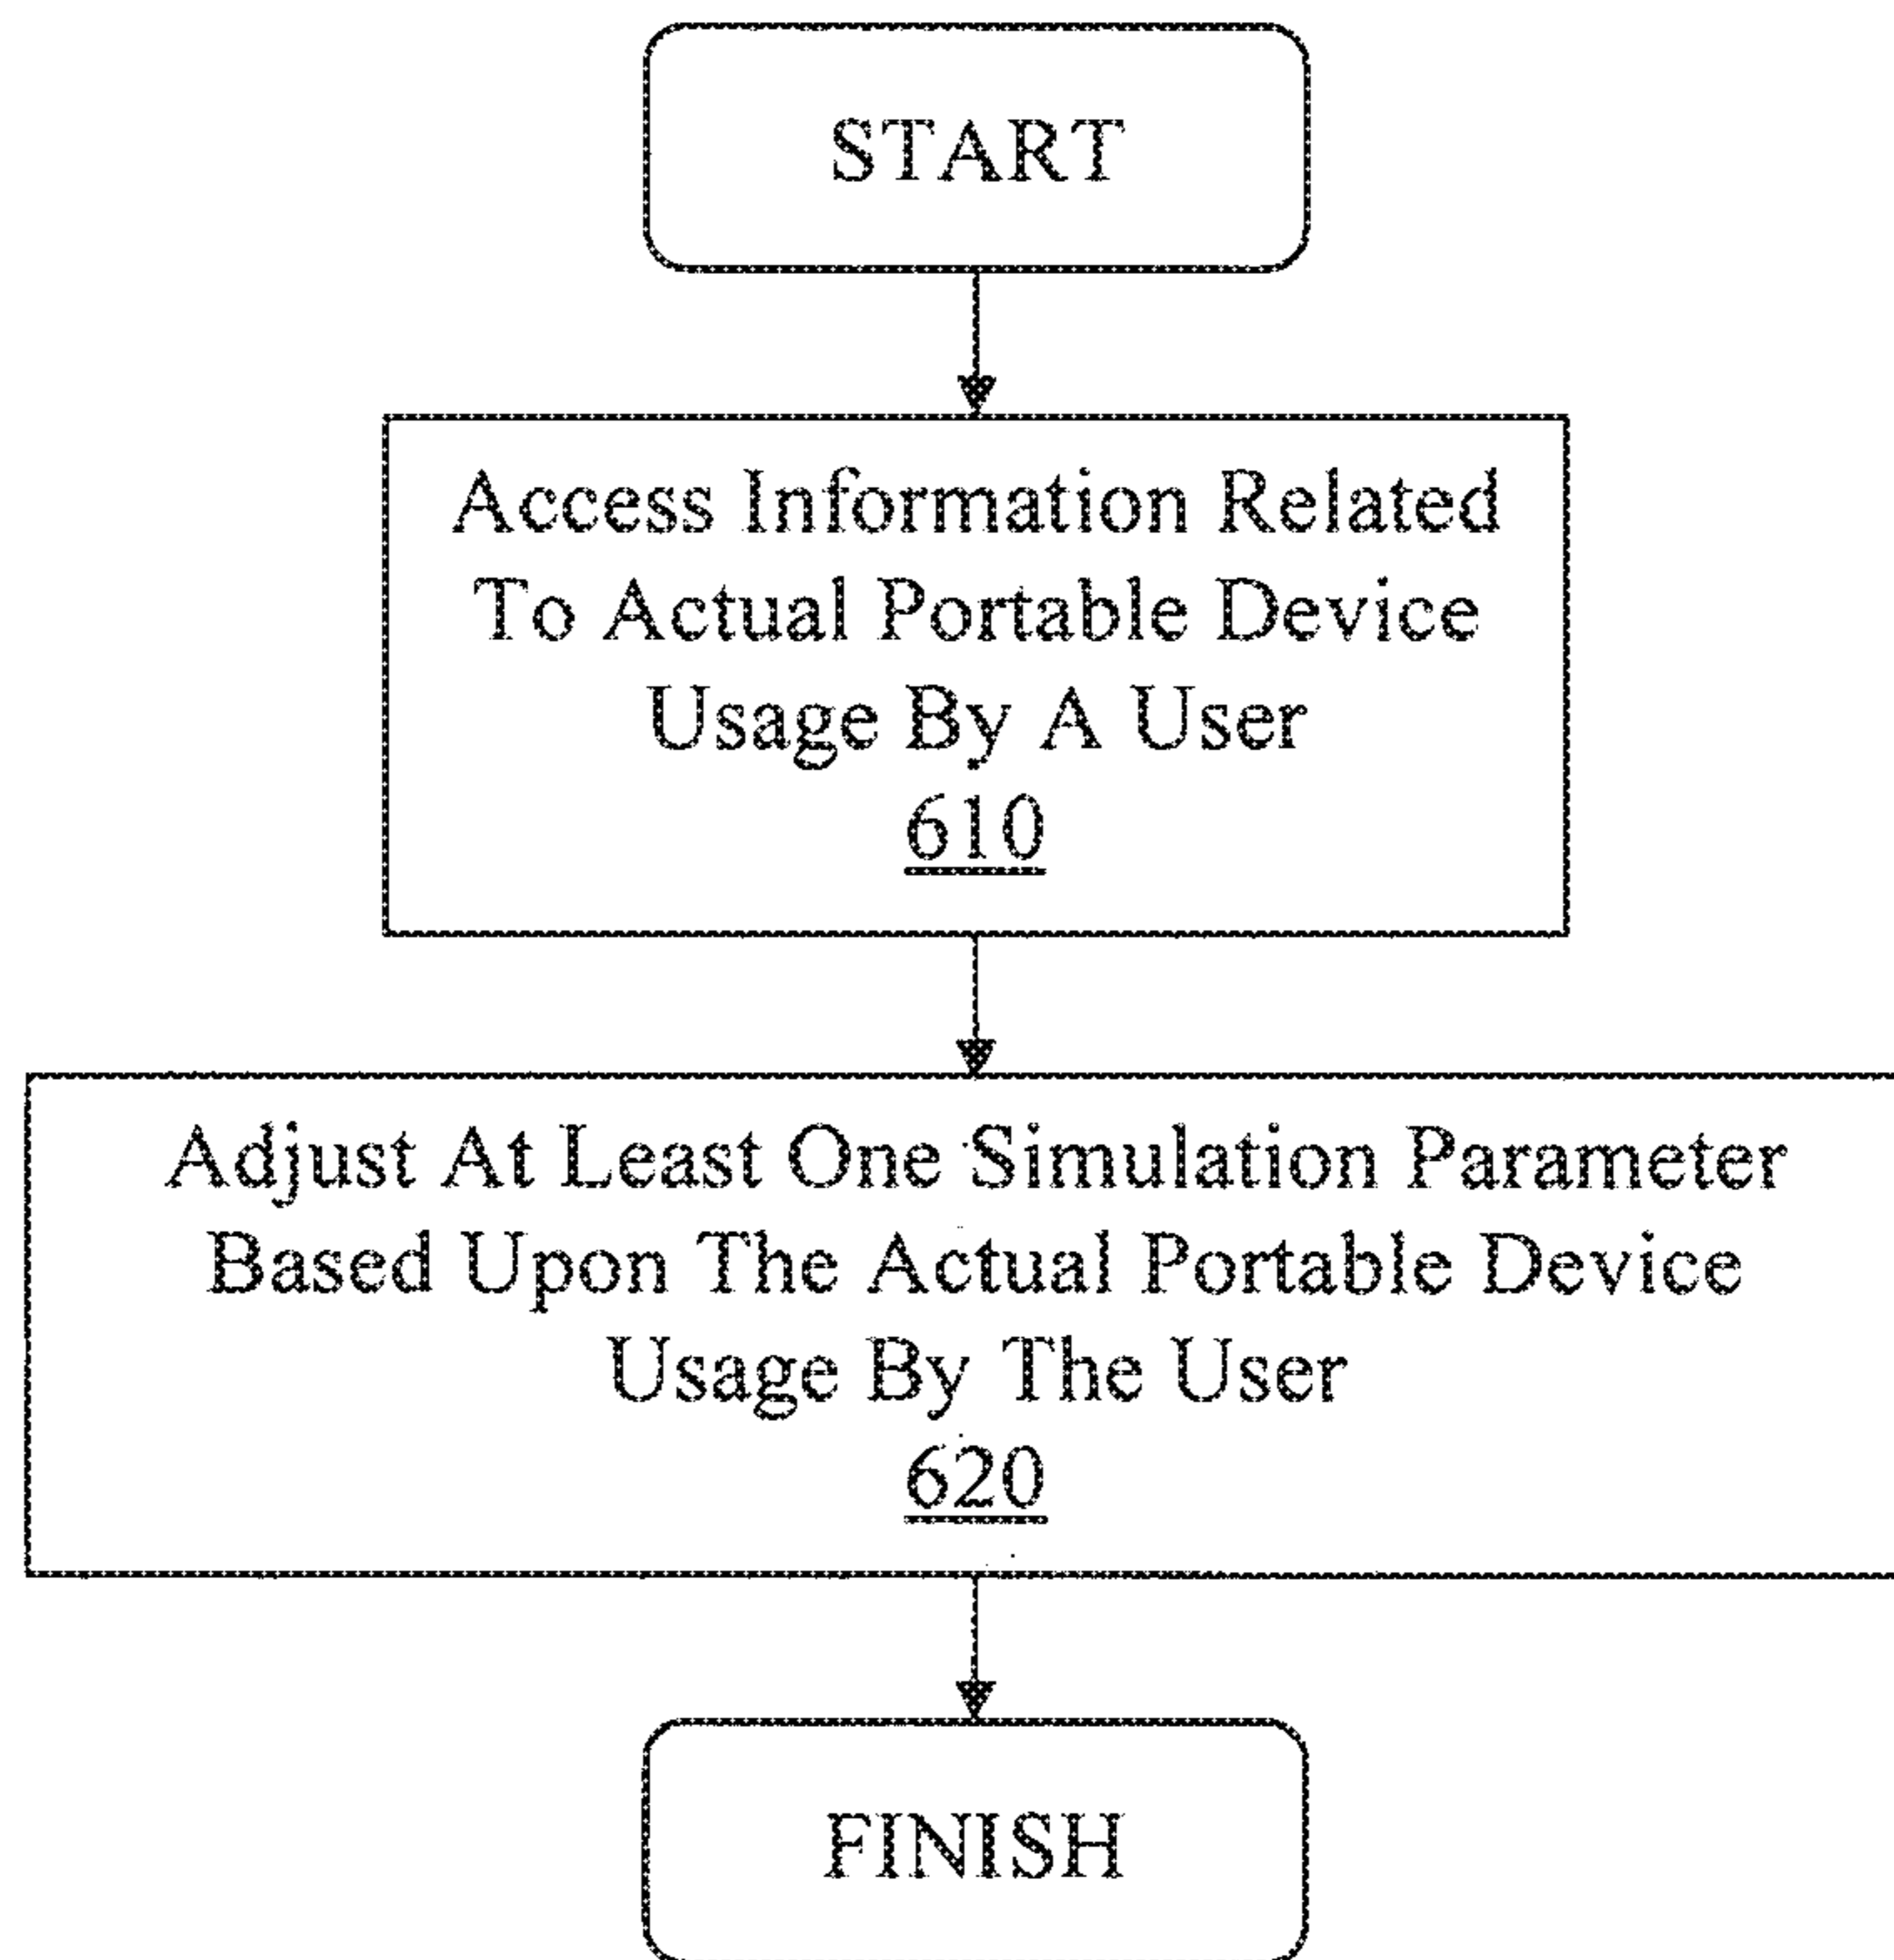 START
Access Information Related
To Actual Portable Device
Usage By A User
610
Adjust At Least One Simulation Parameter
Based Upon The Actual Portable Device
Usage By The User
620
FINISH